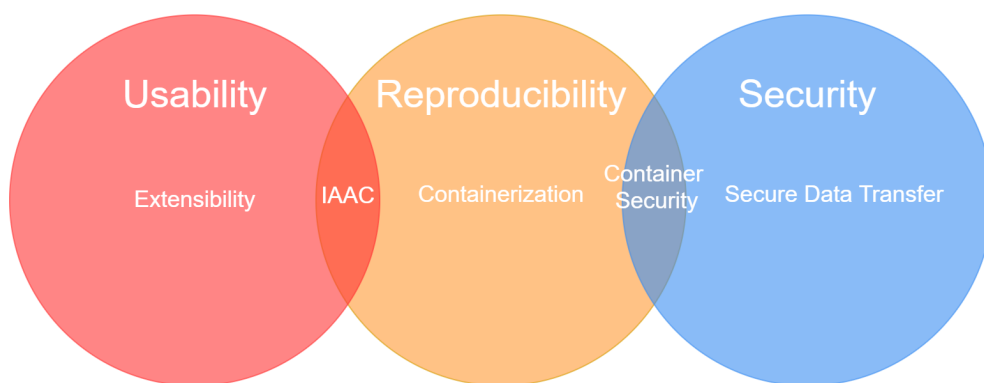 Usability
Reproducibility
Security
Extensibility
IAAC
Containerization
Container
Security
Secure Data Transfer